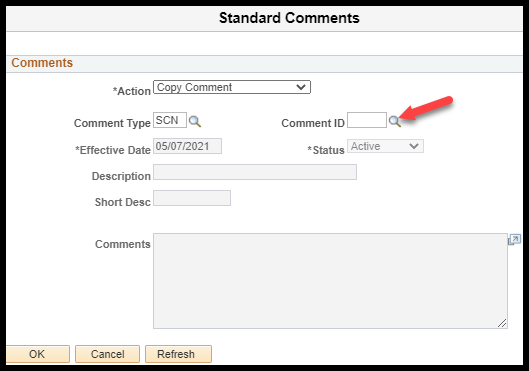 Standard Comments
Comments
*Action Copy Comment
Comment Type SCN Comment ID
*Effective Date 05/07/2021 *Status Active
Description
Short Desc
Comments
OK Cancel Refresh